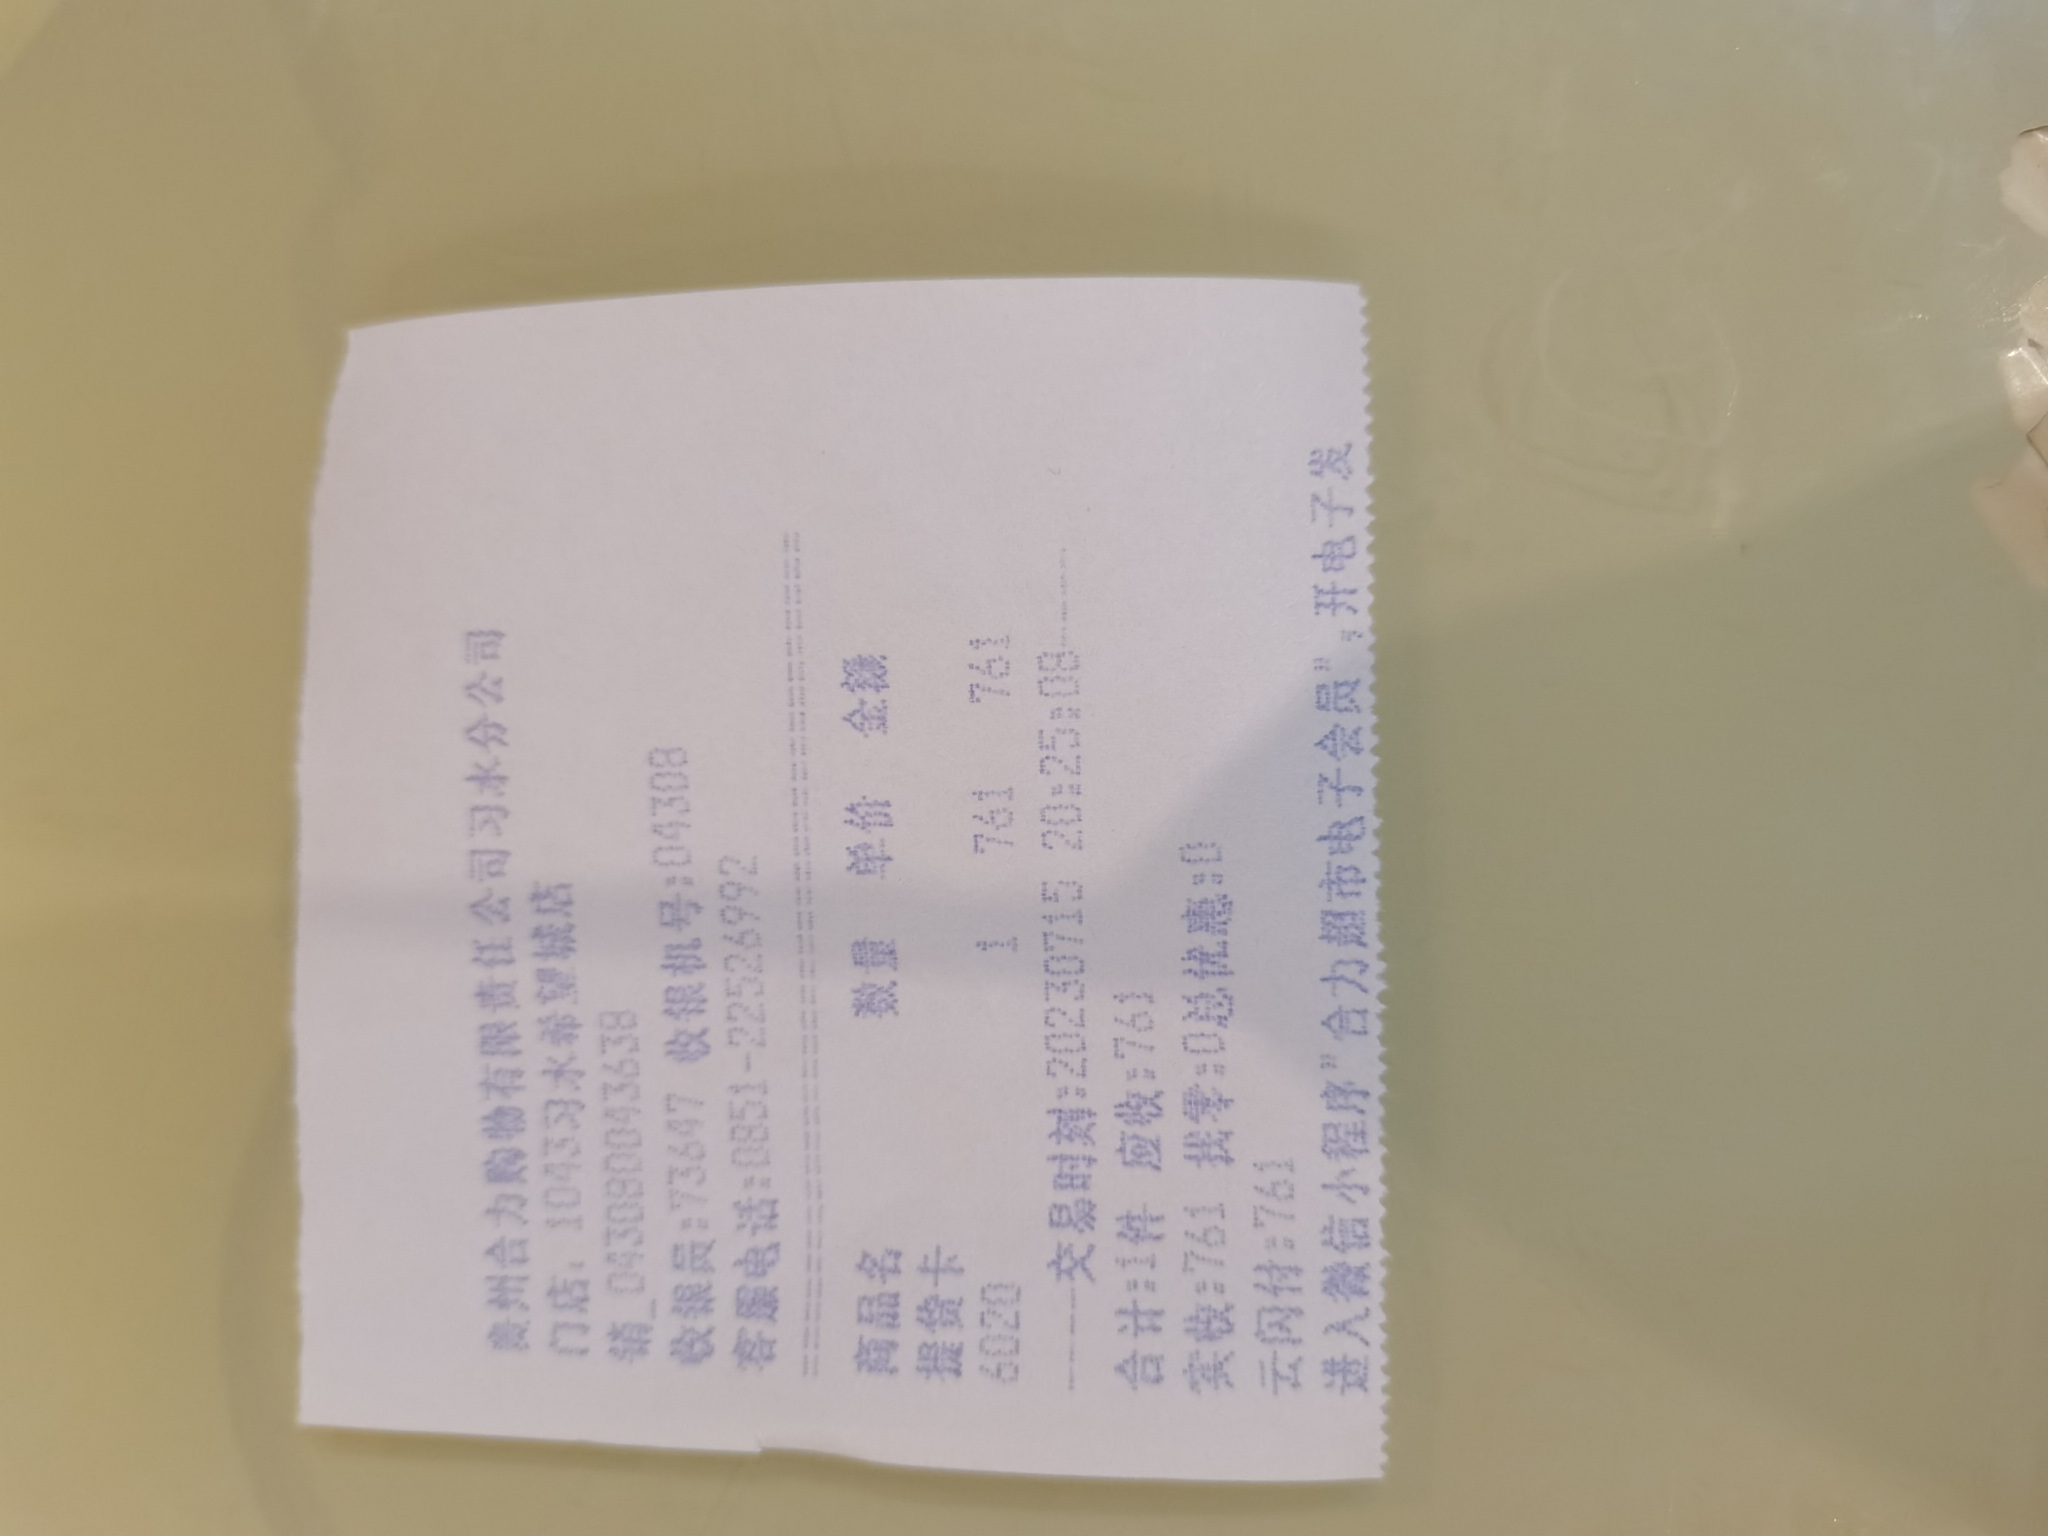 贵州合力购物有限责任公司习水分公司
门店: 10433习水希望城店
销_04308004363​8
收银员:73647 收银机号:04308
客服电话:0851-22526992
================================
商品名 数量 单价 金额
提货卡
6020 1 761 761
----交易时刻:20230715 20:25:08----
合计:1件 应收:761
实收:761 找零:0总优惠:0
云闪付:761
进入微信小程序"合力超市电子会员",开电子发